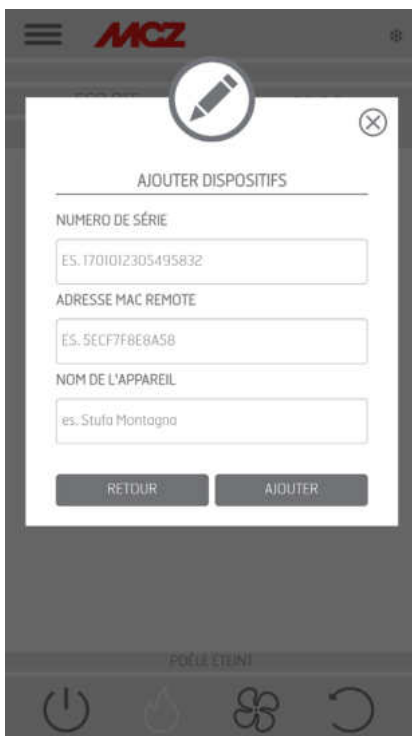 MCZ
AJOUTER DISPOSITIFS
NUMERO DE SÉRIE
ES. 1701012305495832
ADRESSE MAC REMOTE
ES. 5ECF7F8E8A58
NOM DE L'APPAREIL
es. Stufa Montagna
RETOUR AJOUTER
POÊLE ÉTEINT